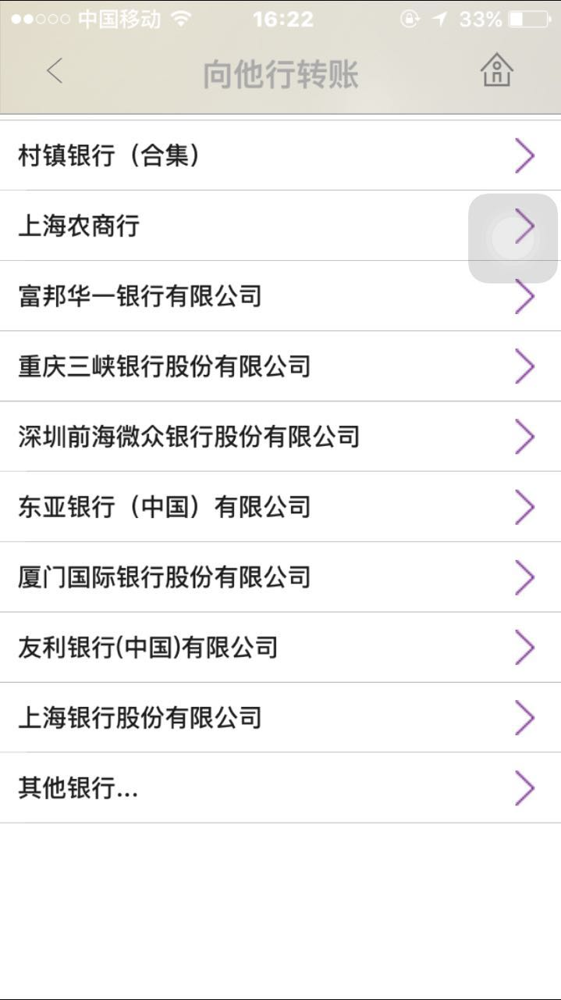 中国移动 16:22 33%
向他行转账
村镇银行（合集）
上海农商行
富邦华一银行有限公司
重庆三峡银行股份有限公司
深圳前海微众银行股份有限公司
东亚银行（中国）有限公司
厦门国际银行股份有限公司
友利银行(中国)有限公司
上海银行股份有限公司
其他银行...